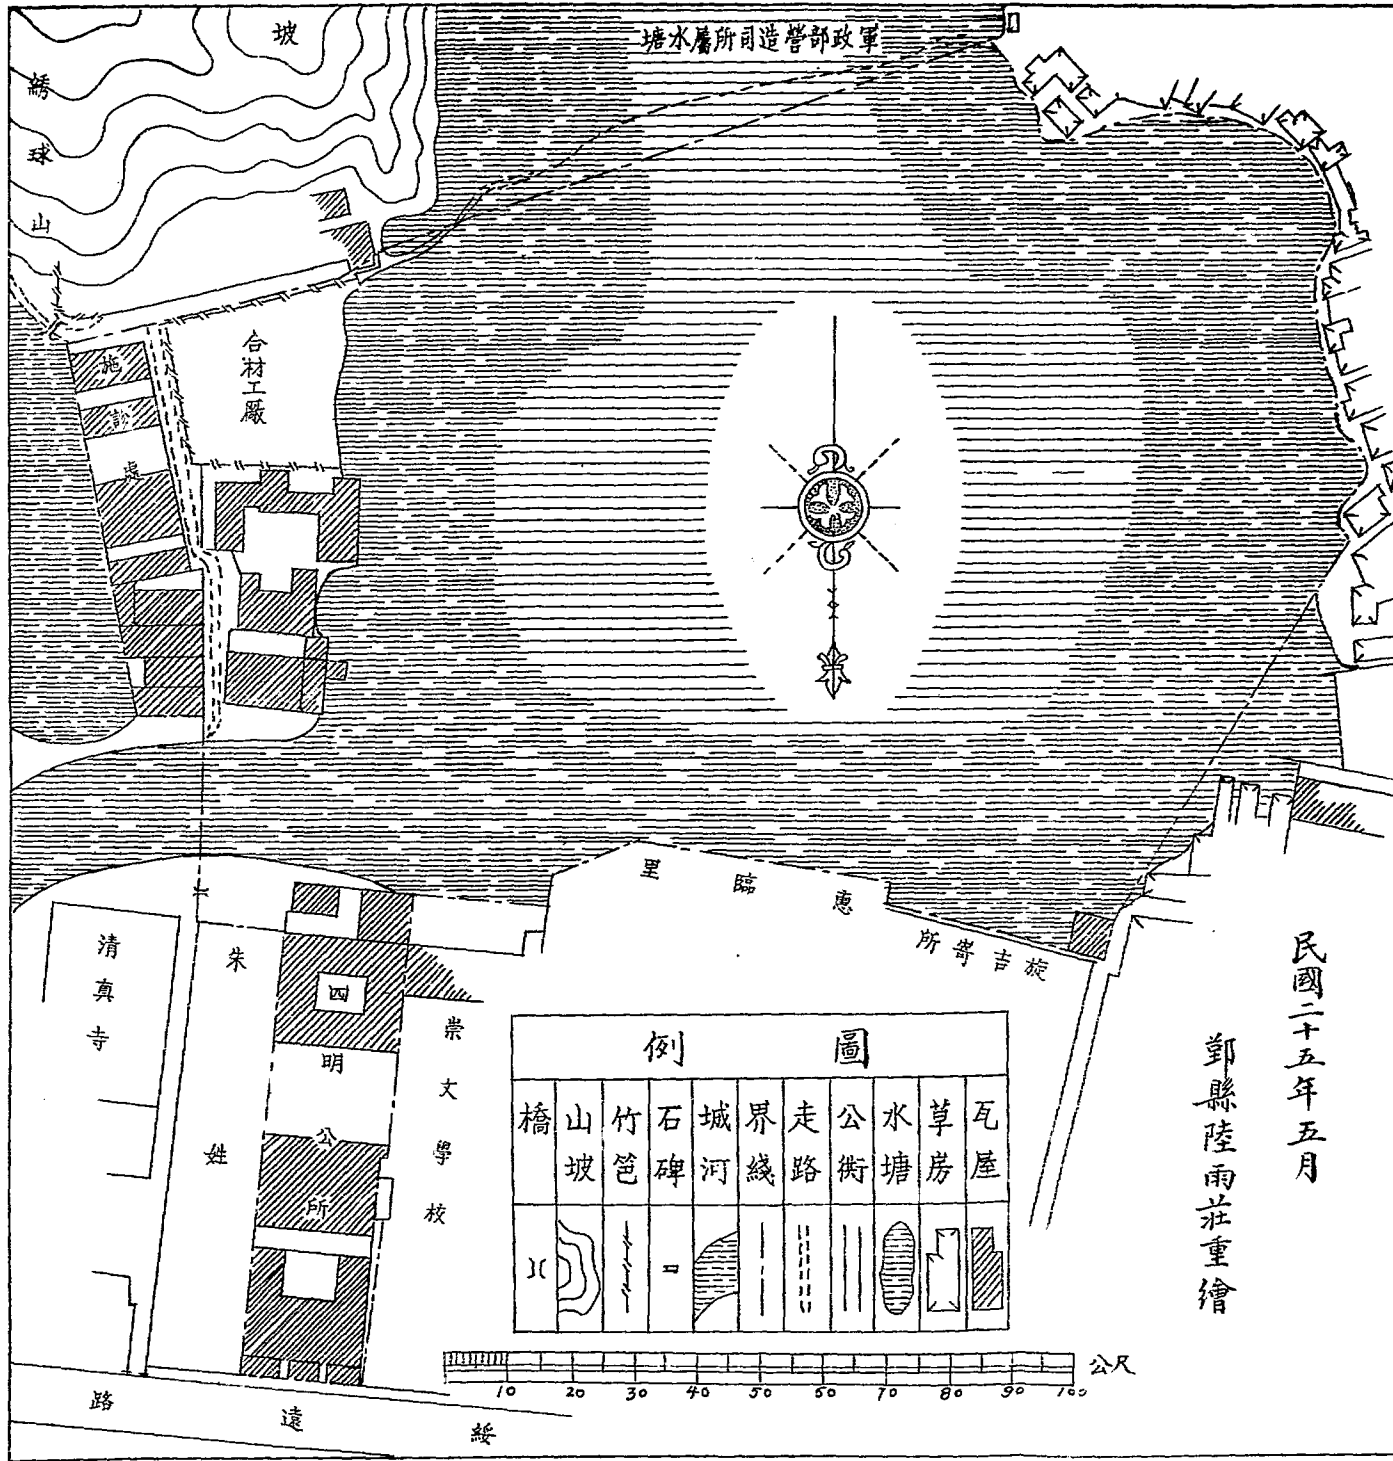 軍政部營造司所屬水塘
坡
綉球山
合材工廠
施診處
惠臨里
旋吉寄所
清真寺
朱姓
四明公所
崇文學校
綏遠路
圖例
瓦屋
草房
水塘
公衖
走路
界綫
城河
石碑
竹笆
山坡
橋
10 20 30 40 50 60 70 80 90 100 公尺
民國二十五年五月
鄞縣陸雨莊重繪